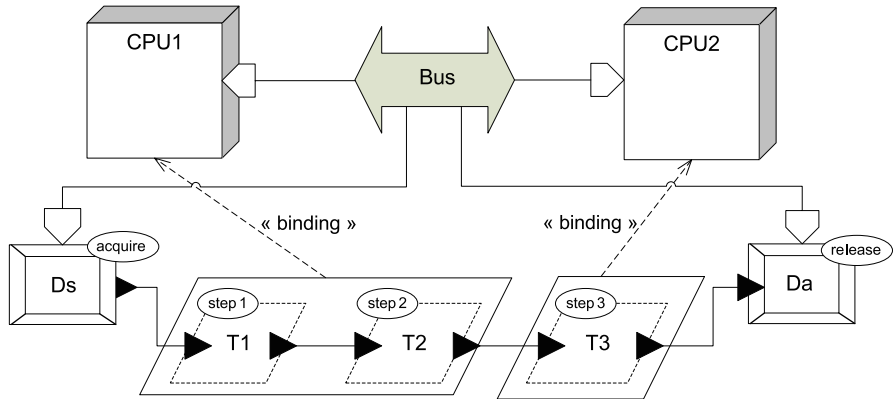 CPU1
Bus
CPU2
« binding »
« binding »
acquire
release
Ds
Da
step 1
step 2
step 3
T1
T2
T3